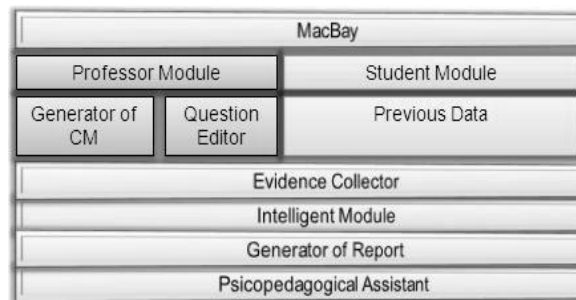 MacBay
Professor Module
Student Module
Generator of
CM
Question
Editor
Previous Data
Evidence Collector
Intelligent Module
Generator of Report
Psicopedagogical Assistant